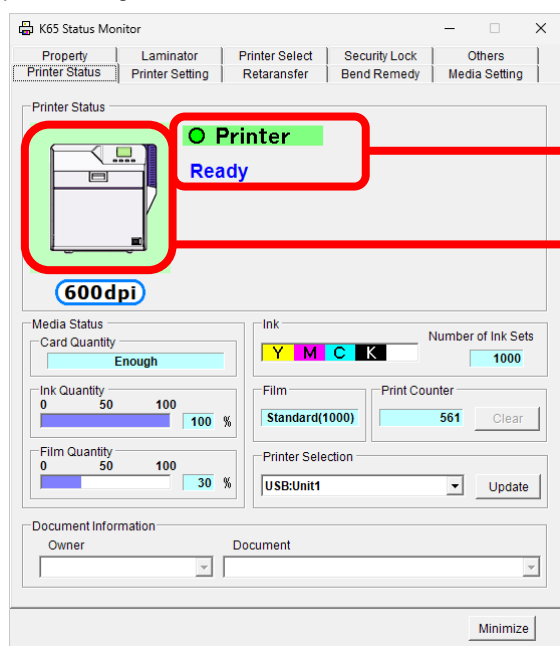 K65 Status Monitor
Property Laminator Printer Select Security Lock Others
Printer Status Printer Setting Retaransfer Bend Remedy Media Setting
Printer Status
Printer
Ready
600dpi
Media Status
Card Quantity
Enough
Ink
Y M C K
Number of Ink Sets
1000
Ink Quantity
0 50 100
100 %
Film
Standard(1000)
Print Counter
561 Clear
Film Quantity
0 50 100
30 %
Printer Selection
USB:Unit1 Update
Document Information
Owner Document
Minimize